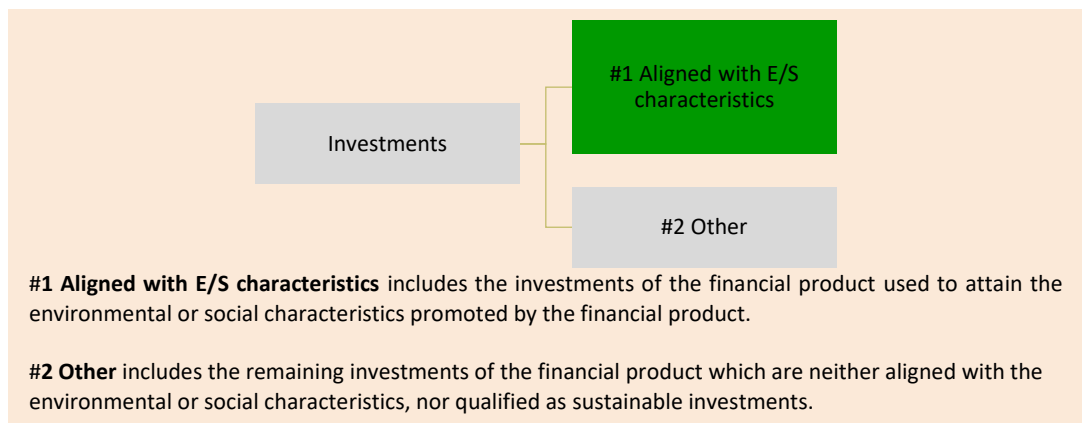 #1 Aligned with E/S
characteristics
Investments
#2 Other
#1 Aligned with E/S characteristics includes the investments of the financial product used to attain the
environmental or social characteristics promoted by the financial product.
#2 Other includes the remaining investments of the financial product which are neither aligned with the
environmental or social characteristics, nor qualified as sustainable investments.